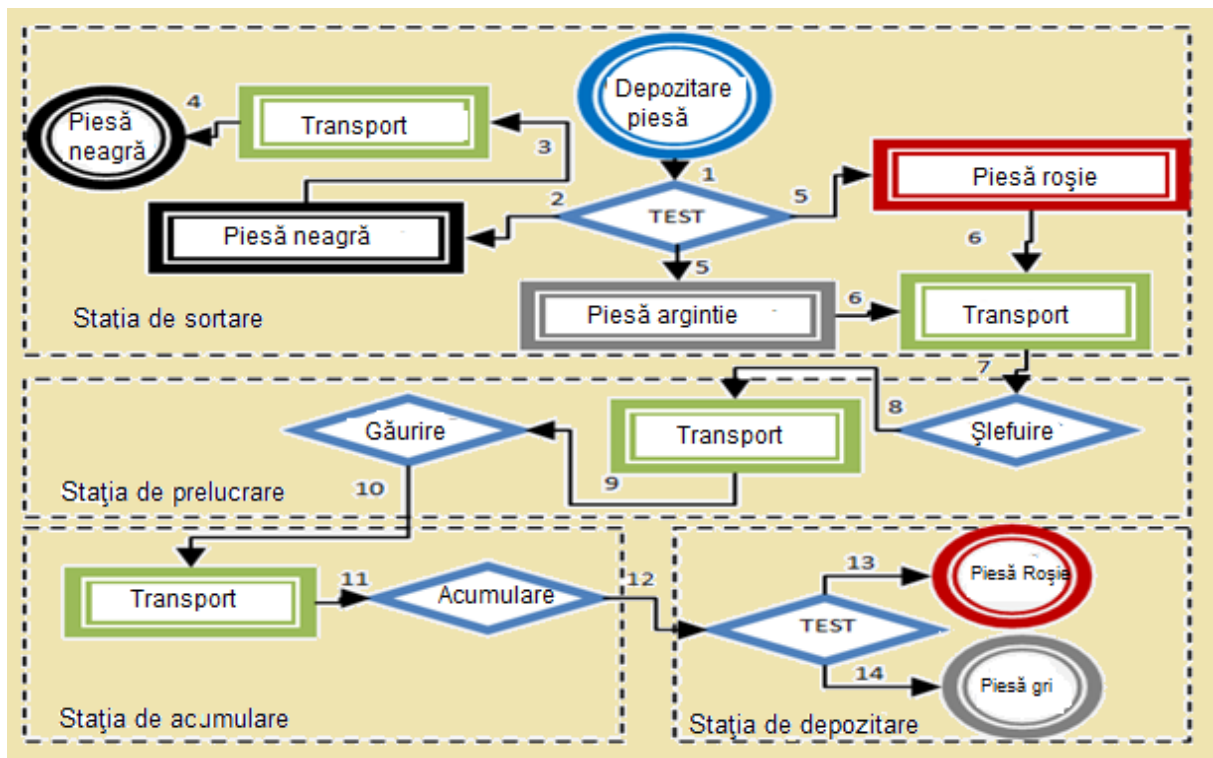 Depozitare
piesă
4
Piesă
neagră
Transport
3
1
2
TEST
5
Piesă roşie
Piesă neagră
5
6
Piesă argintie
6
Transport
Staţia de sortare
7
Găurire
Transport
8
Şlefuire
Staţia de prelucrare
10
9
Transport
11
Acumulare
12
13
Piesă Roşie
TEST
14
Piesă gri
Staţia de acumulare
Staţia de depozitare